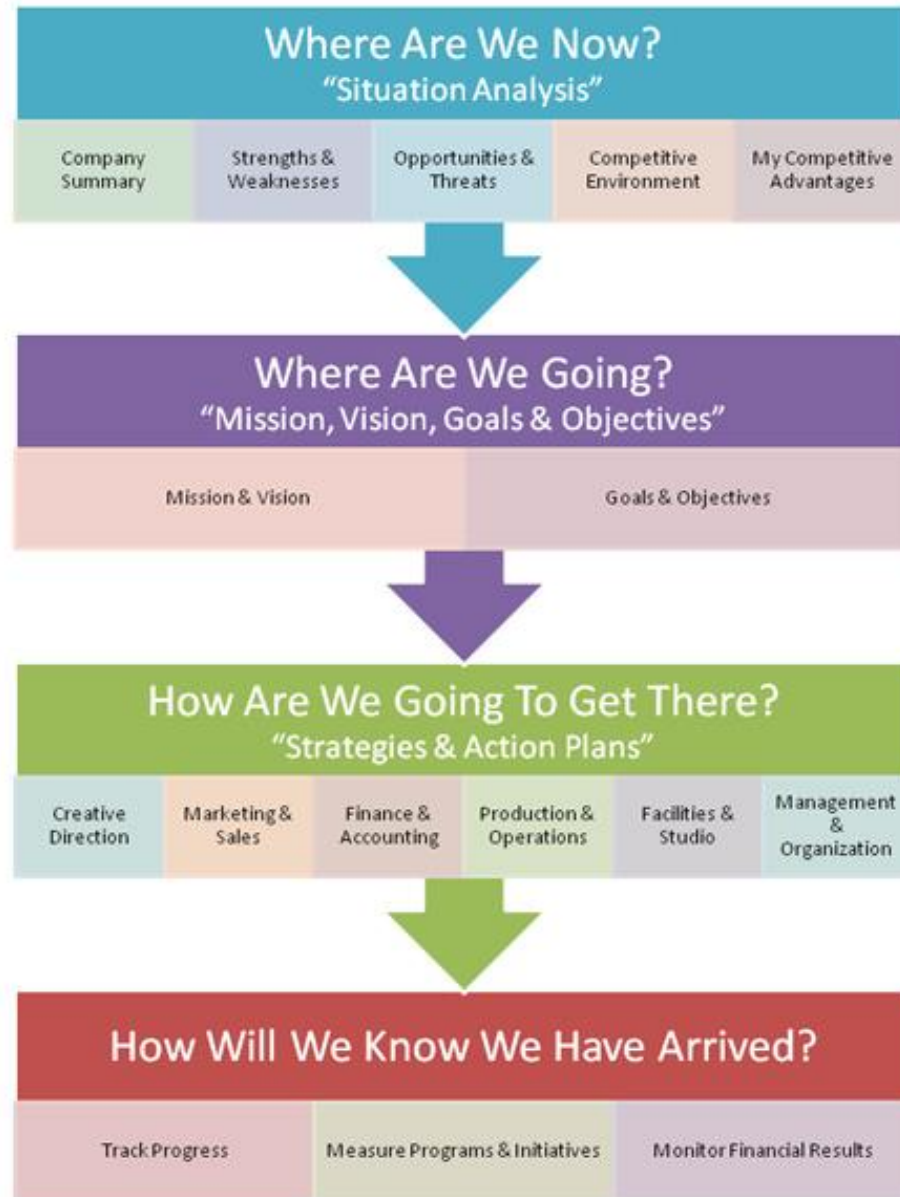 Where Are We Now?
“Situation Analysis”
Company
Summary
Strengths &
Weaknesses
Opportunities &
Threats
Competitive
Environment
My Competitive
Advantages
Where Are We Going?
“Mission, Vision, Goals & Objectives”
Mission & Vision
Goals & Objectives
How Are We Going To Get There?
“Strategies & Action Plans”
Creative
Direction
Marketing &
Sales
Finance &
Accounting
Production &
Operations
Facilities &
Studio
Management
&
Organization
How Will We Know We Have Arrived?
Track Progress
Measure Programs & Initiatives
Monitor Financial Results